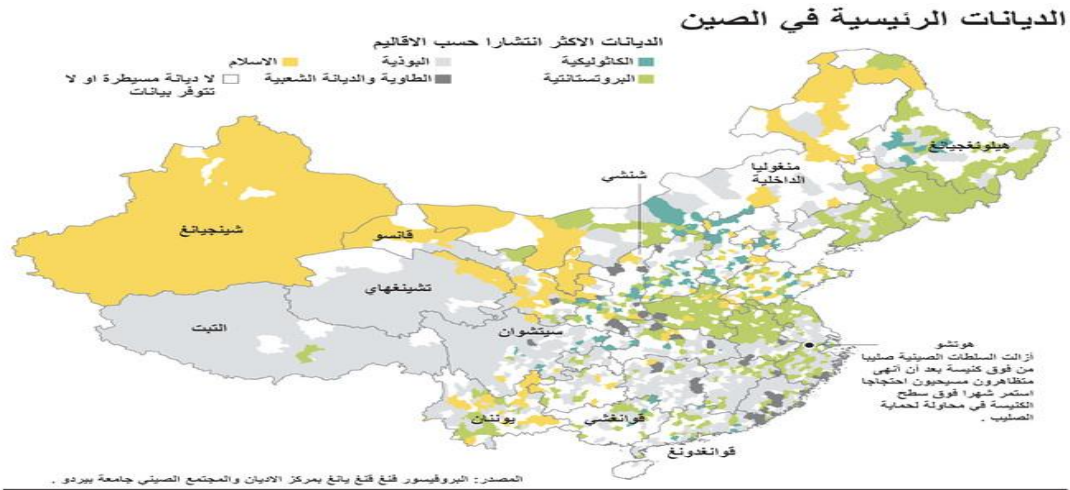 الديانات الرئيسية في الصين
الديانات الاكثر انتشارا حسب الاقاليم
الكاثوليكية
البوذية
الاسلام
البروتستانتية
الطاوية والديانة الشعبية
لا ديانة مسيطرة او لا
تتوفر بيانات
هيلونغجيانغ
منغوليا
الداخلية
شنشي
شينجيانغ
قانسو
تشينغهاي
التبت
سيتشوان
هوتشو
أزالت السلطات الصينية صليبا
من فوق كنيسة بعد أن أنهى
متظاهرون مسيحيون احتجاجا
استمر شهرا فوق سطح
الكنيسة في محاولة لحماية
الصليب .
يوننان
قوانغشي
قوانغدونغ
المصدر: البروفيسور فنغ قنغ يانغ بمركز الاديان والمجتمع الصيني جامعة بيردو .